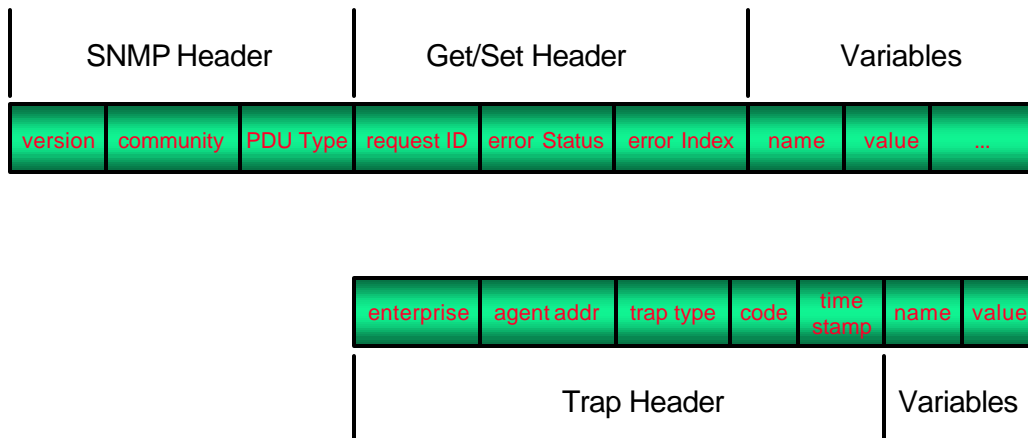 SNMP Header Get/Set Header Variables
version community PDU Type request ID error Status error Index name value ...
enterprise agent addr trap type code time stamp name value
Trap Header Variables